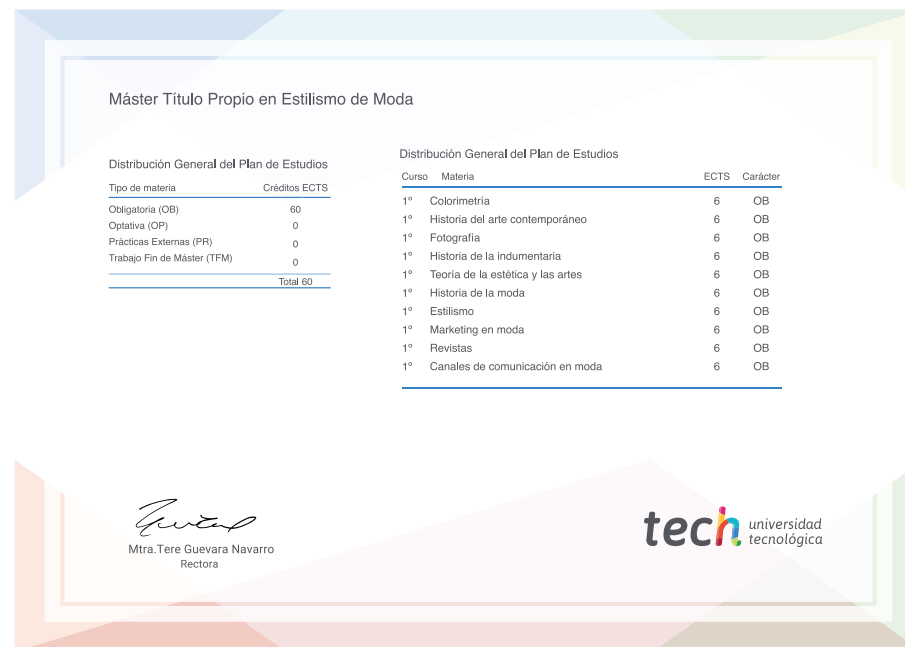 Máster Título Propio en Estilismo de Moda
Distribución General del Plan de Estudios
Tipo de materia Créditos ECTS
Obligatoria (OB) 60
Optativa (OP) 0
Prácticas Externas (PR) 0
Trabajo Fin de Máster (TFM) 0
Total 60
Distribución General del Plan de Estudios
Curso Materia ECTS Carácter
1º Colorimetría 6 OB
1º Historia del arte contemporáneo 6 OB
1º Fotografía 6 OB
1º Historia de la indumentaria 6 OB
1º Teoría de la estética y las artes 6 OB
1º Historia de la moda 6 OB
1º Estilismo 6 OB
1º Marketing en moda 6 OB
1º Revistas 6 OB
1º Canales de comunicación en moda 6 OB
Mtra.Tere Guevara Navarro
Rectora
tech universidad
tecnológica